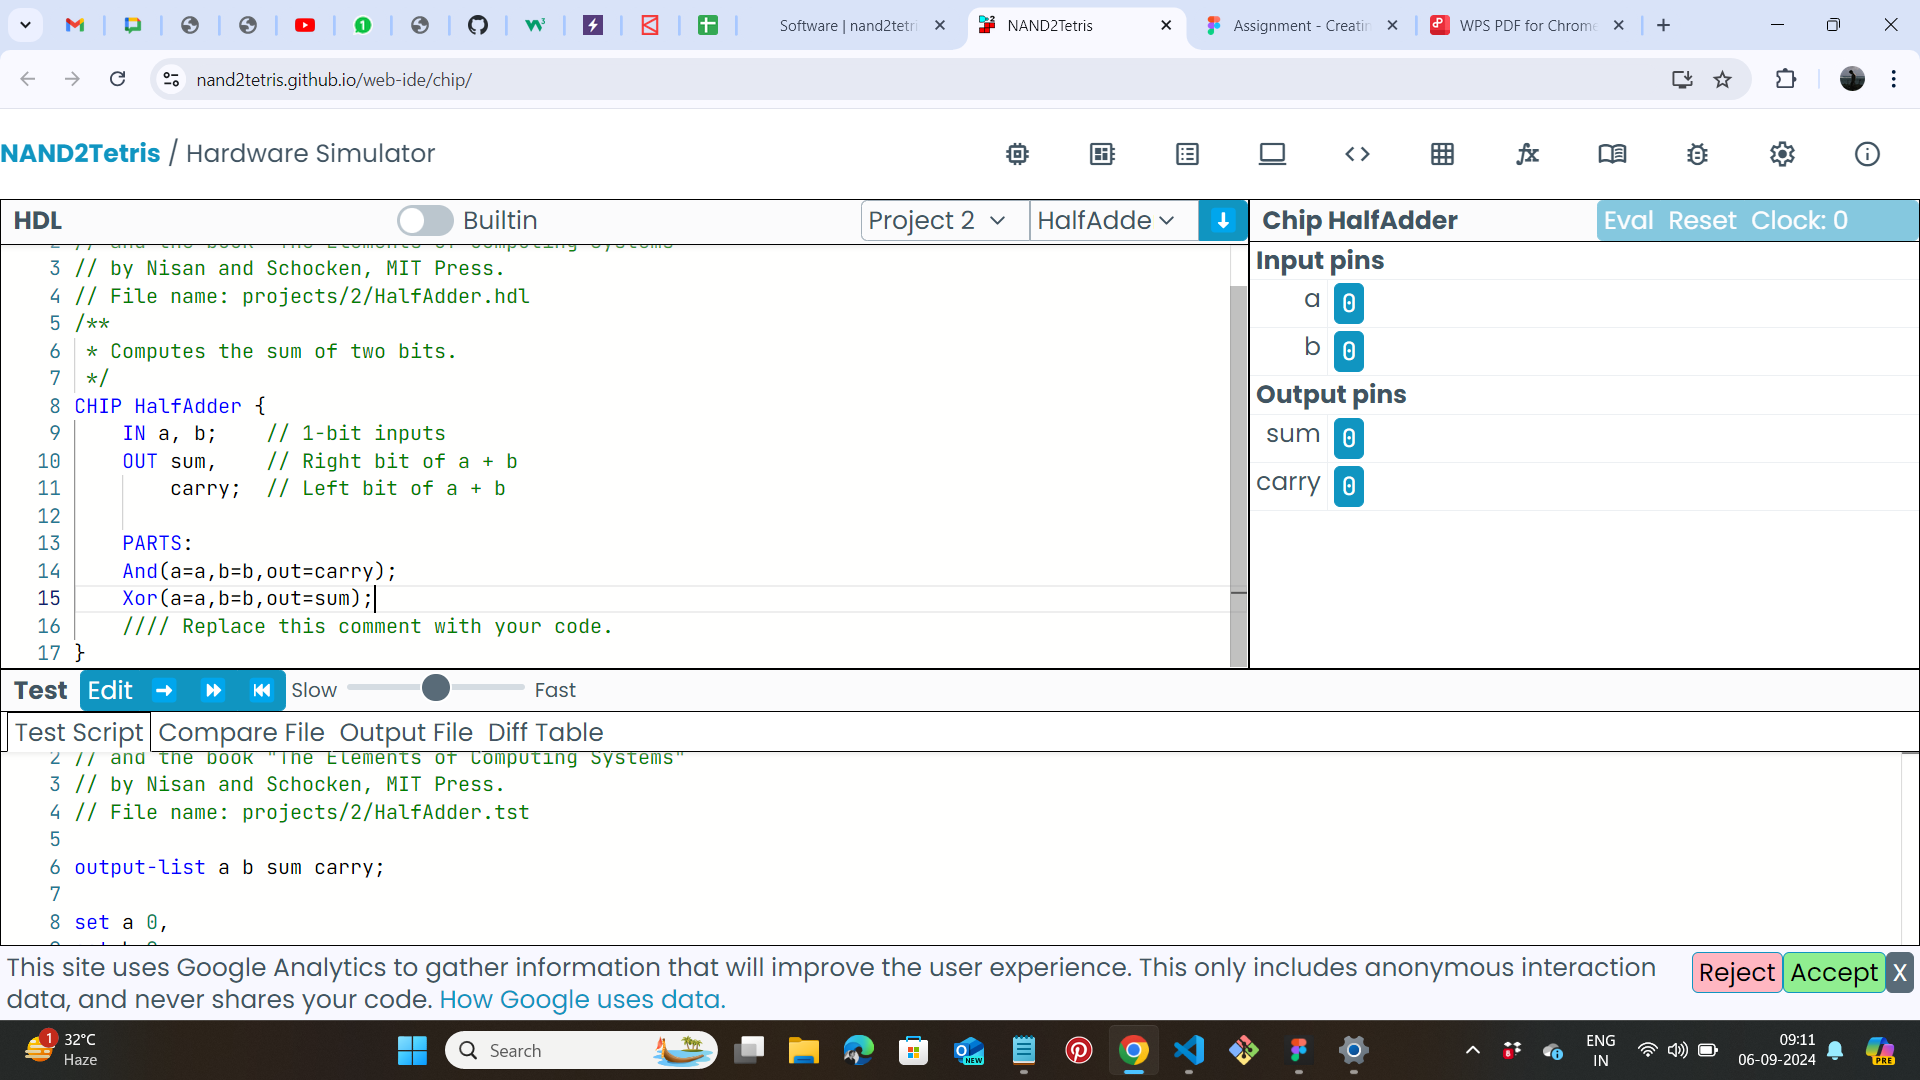 Software | nand2tetri
NAND2Tetris
Assignment - Creatin
WPS PDF for Chrome
nand2tetris.github.io/web-ide/chip/
NAND2Tetris / Hardware Simulator
HDL
Builtin
Project 2
HalfAdde
Chip HalfAdder
Eval Reset Clock: 0
2 // and the book "The Elements of Computing Systems"
3 // by Nisan and Schocken, MIT Press.
4 // File name: projects/2/HalfAdder.hdl
5 /**
6  * Computes the sum of two bits.
7  */
8 CHIP HalfAdder {
9     IN a, b;    // 1-bit inputs
10     OUT sum,    // Right bit of a + b
11         carry;  // Left bit of a + b
12
13     PARTS:
14     And(a=a,b=b,out=carry);
15     Xor(a=a,b=b,out=sum);
16     //// Replace this comment with your code.
17 }
Input pins
a 0
b 0
Output pins
sum 0
carry 0
Test Edit Slow Fast
Test Script Compare File Output File Diff Table
2 // and the book "The Elements of Computing Systems"
3 // by Nisan and Schocken, MIT Press.
4 // File name: projects/2/HalfAdder.tst
5
6 output-list a b sum carry;
7
8 set a 0,
This site uses Google Analytics to gather information that will improve the user experience. This only includes anonymous interaction
data, and never shares your code. How Google uses data.
Reject Accept X
1
32°C
Haze
Search
NEW
8
ENG
IN
09:11
06-09-2024
PRE